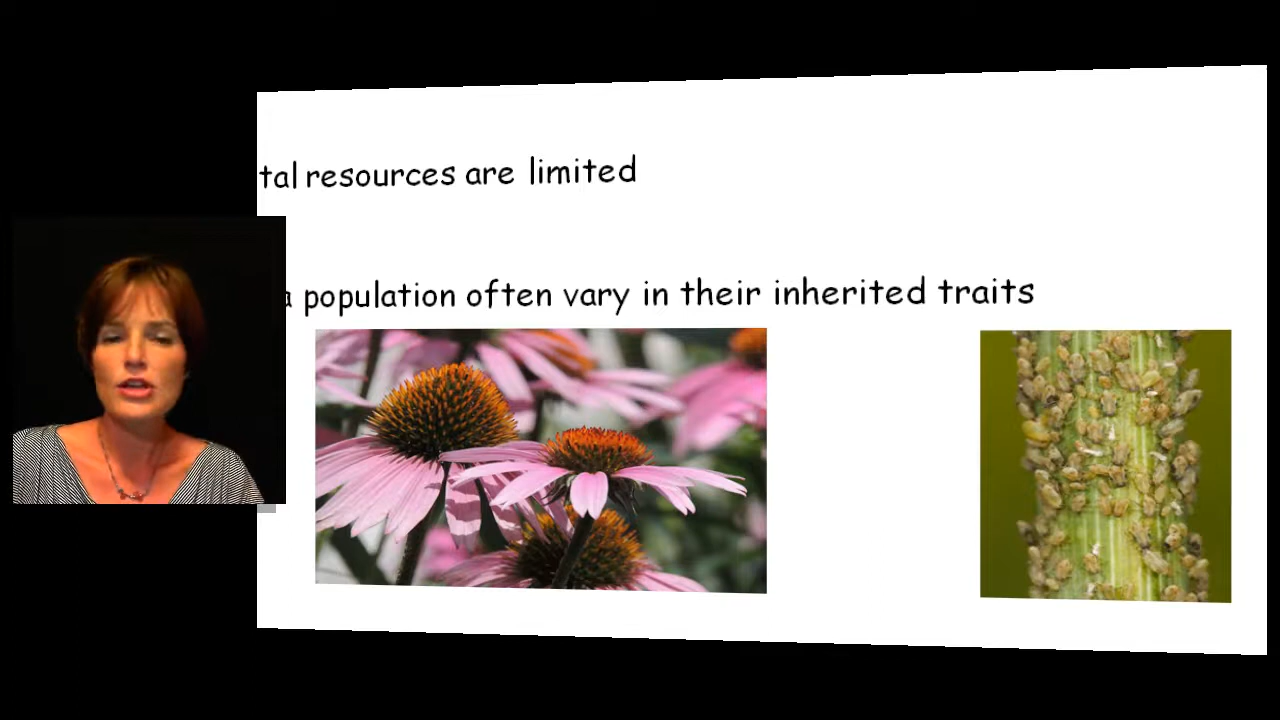 tal resources are limited
a population often vary in their inherited traits